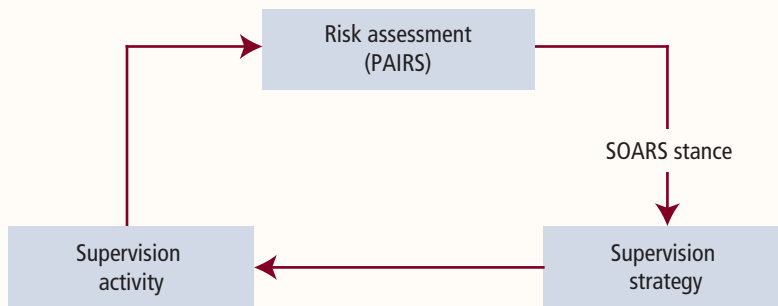 Risk assessment
(PAIRS)
SOARS stance
Supervision
activity
Supervision
strategy